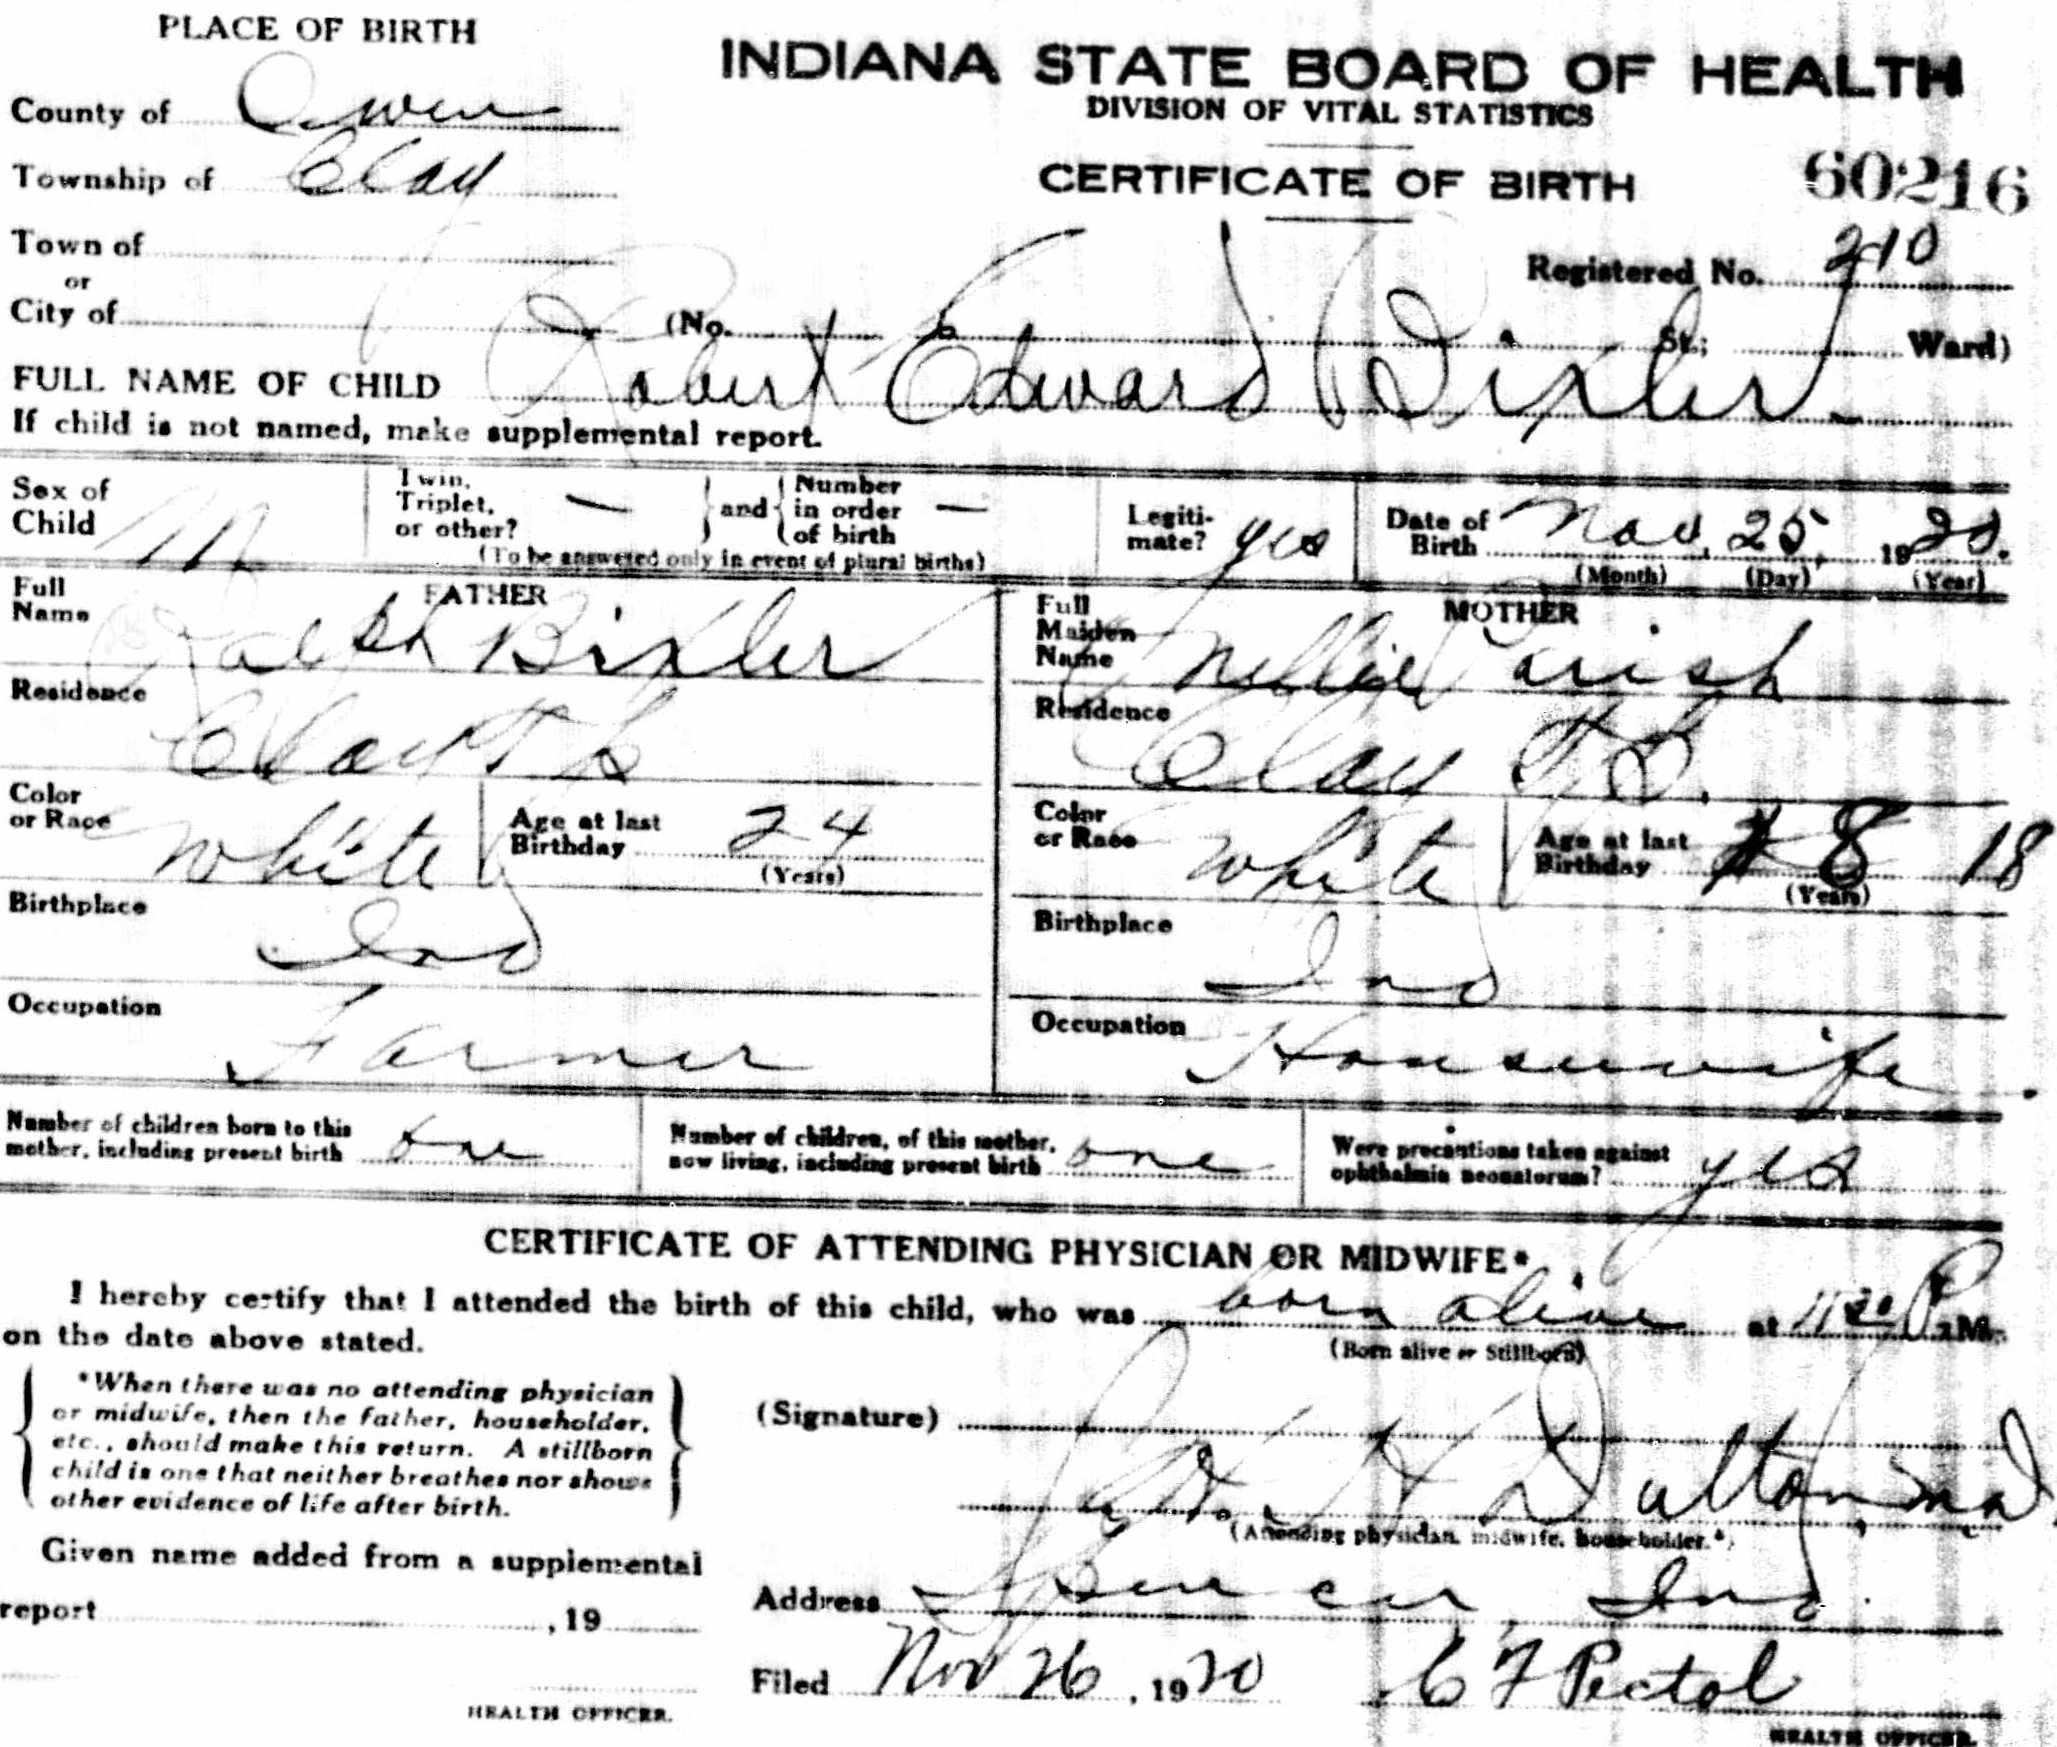 PLACE OF BIRTH
INDIANA STATE BOARD OF HEALTH
DIVISION OF VITAL STATISTICS
CERTIFICATE OF BIRTH
60216
County of Owen
Township of Clay
Town of
or
City of (No. St.; Ward)
Registered No. 210
FULL NAME OF CHILD Robert Edward Bixler
If child is not named, make supplemental report.
Sex of Child M
Twin, Triplet, or other? — and Number in order of birth —
(To be answered only in event of plural births)
Legiti-mate? yes
Date of Birth Nov. 25, 1920.
(Month) (Day) (Year)
FATHER
Full Name Ralph Bixler
Residence Clay
Color or Race White
Age at last Birthday 24
(Years)
Birthplace Ind
Occupation Farmer
MOTHER
Full Maiden Name Nellie Parish
Residence Clay
Color or Race White
Age at last Birthday 18
(Years)
Birthplace Ind
Occupation Housewife.
Number of children born to this mother, including present birth one
Number of children, of this mother, now living, including present birth one
Were precautions taken against ophthalmia neonatorum? yes
CERTIFICATE OF ATTENDING PHYSICIAN OR MIDWIFE*
I hereby certify that I attended the birth of this child, who was born alive at P.M.
(Born alive or Stillborn)
on the date above stated.
*When there was no attending physician
or midwife, then the father, householder,
etc., should make this return. A stillborn
child is one that neither breathes nor shows
other evidence of life after birth.
(Signature)
Dalton, M.D.
(Attending physician, midwife, householder.*)
Given name added from a supplemental
report , 19
HEALTH OFFICER.
Address Spencer, Ind.
Filed Nov 26, 1920 C F Pectol
HEALTH OFFICER.